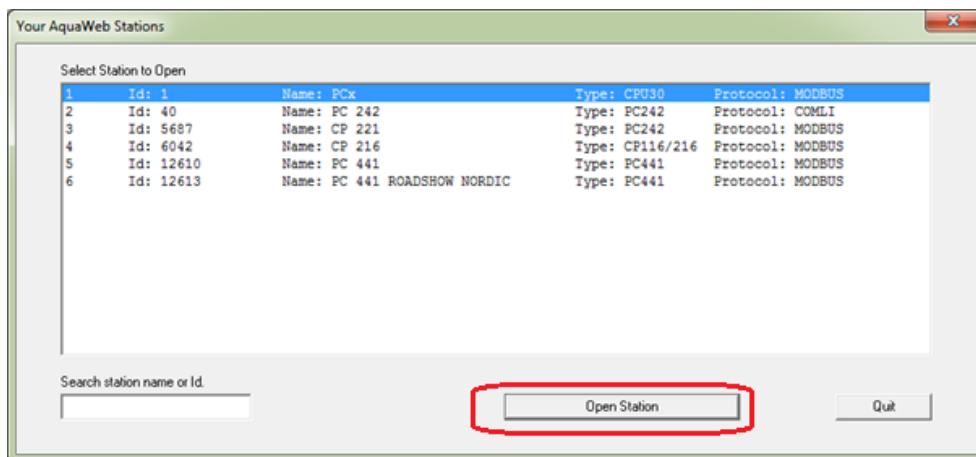 Your AquaWeb Stations
Select Station to Open
1 Id: 1 Name: PCx Type: CPU30 Protocol: MODBUS
2 Id: 40 Name: PC 242 Type: PC242 Protocol: COMLI
3 Id: 5687 Name: CP 221 Type: PC242 Protocol: MODBUS
4 Id: 6042 Name: CP 216 Type: CP116/216 Protocol: MODBUS
5 Id: 12610 Name: PC 441 Type: PC441 Protocol: MODBUS
6 Id: 12613 Name: PC 441 ROADSHOW NORDIC Type: PC441 Protocol: MODBUS
Search station name or Id.
Open Station Quit